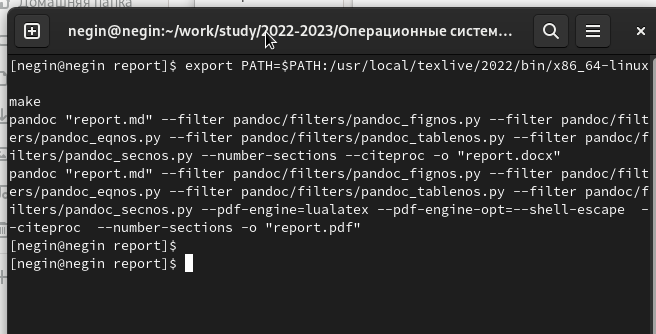 Домашняя папка
negin@negin:~/work/study/2022-2023/Операционные систем...
[negin@negin report]$ export PATH=$PATH:/usr/local/texlive/2022/bin/x86_64-linux
make
pandoc "report.md" --filter pandoc/filters/pandoc_fignos.py --filter pandoc/filt
ers/pandoc_eqnos.py --filter pandoc/filters/pandoc_tablenos.py --filter pandoc/f
ilters/pandoc_secnos.py --number-sections --citeproc -o "report.docx"
pandoc "report.md" --filter pandoc/filters/pandoc_fignos.py --filter pandoc/filt
ers/pandoc_eqnos.py --filter pandoc/filters/pandoc_tablenos.py --filter pandoc/f
ilters/pandoc_secnos.py --pdf-engine=lualatex --pdf-engine-opt=--shell-escape  -
-citeproc  --number-sections -o "report.pdf"
[negin@negin report]$
[negin@negin report]$